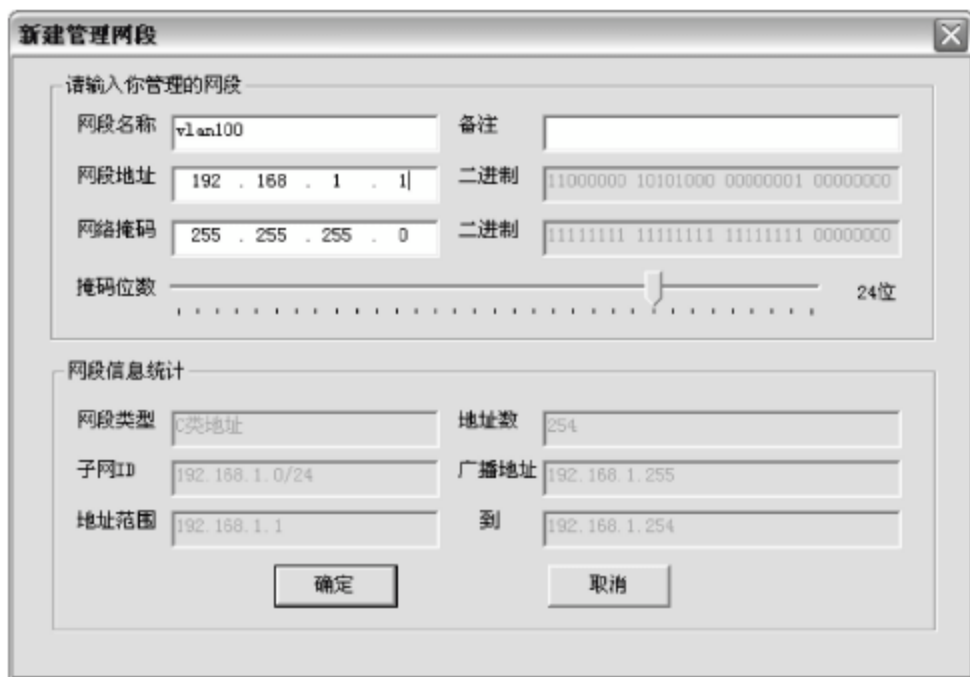 新建管理网段
请输入你管理的网段
网段名称 vlan100 备注
网段地址 192 . 168 . 1 . 1 二进制 11000000 10101000 00000001 00000000
网络掩码 255 . 255 . 255 . 0 二进制 11111111 11111111 11111111 00000000
掩码位数 24位
网段信息统计
网段类型 C类地址 地址数 254
子网ID 192.168.1.0/24 广播地址 192.168.1.255
地址范围 192.168.1.1 到 192.168.1.254
确定 取消